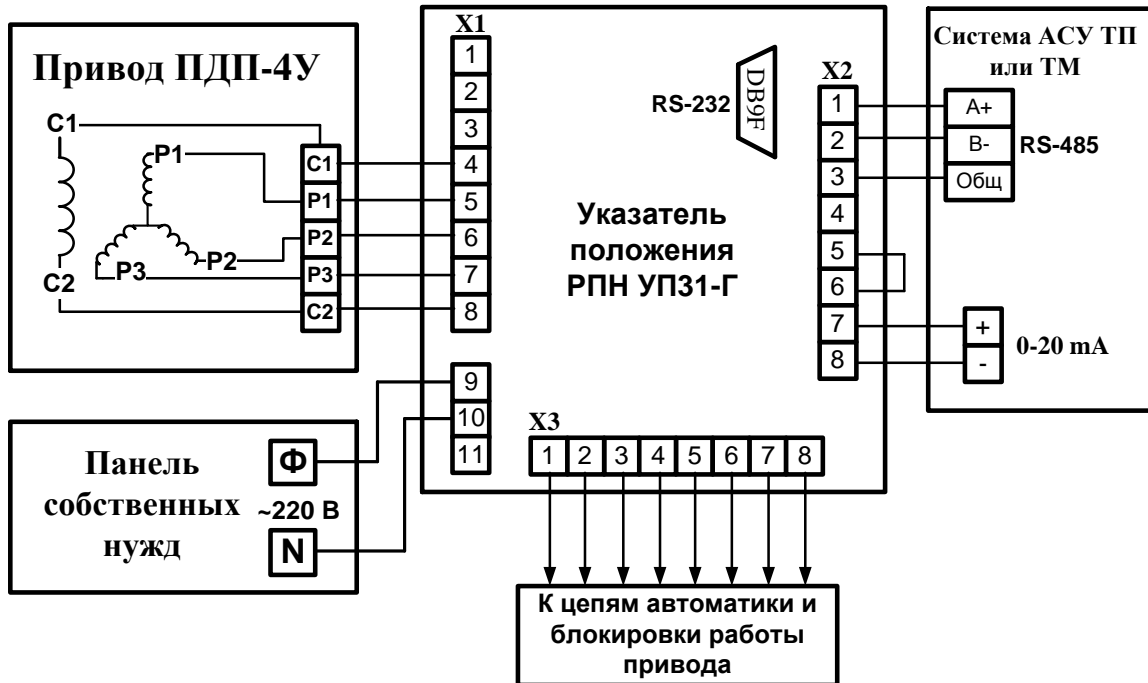 Привод ПДП-4У
C1
P1
P2
P3
C2
C1
P1
P2
P3
C2
Панель
собственных
нужд
Ф
~220 В
N
X1
1
2
3
4
5
6
7
8
9
10
11
RS-232
DB9F
Указатель
положения
РПН УП31-Г
X2
1
2
3
4
5
6
7
8
X3
1 2 3 4 5 6 7 8
К цепям автоматики и
блокировки работы
привода
Система АСУ ТП
или ТМ
A+
B-
Общ
RS-485
+
-
0-20 mA